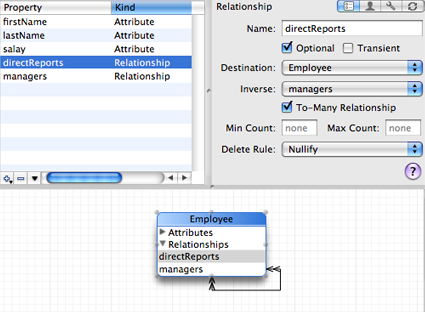 Property Kind
firstName Attribute
lastName Attribute
salay Attribute
directReports Relationship
managers Relationship
Relationship
Name: directReports
Optional Transient
Destination: Employee
Inverse: managers
To-Many Relationship
Min Count: none Max Count: none
Delete Rule: Nullify
?
Employee
Attributes
Relationships
directReports
managers